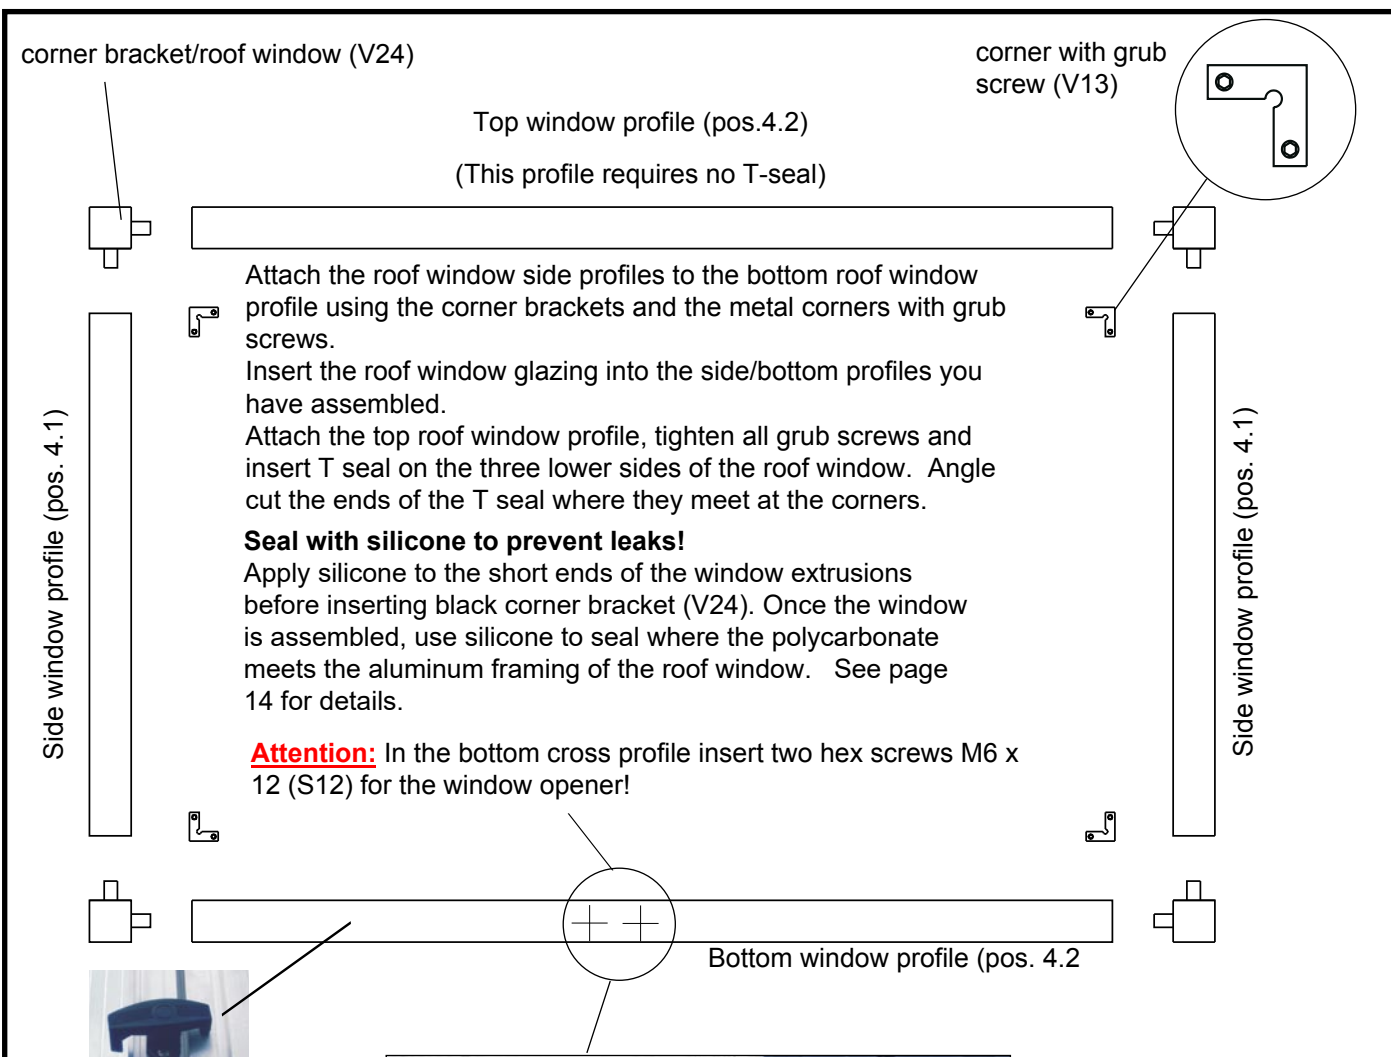 corner bracket/roof window (V24)
corner with grub
screw (V13)
Top window profile (pos.4.2)
(This profile requires no T-seal)
Attach the roof window side profiles to the bottom roof window
profile using the corner brackets and the metal corners with grub
screws.
Insert the roof window glazing into the side/bottom profiles you
have assembled.
Attach the top roof window profile, tighten all grub screws and
insert T seal on the three lower sides of the roof window.  Angle
cut the ends of the T seal where they meet at the corners.
Seal with silicone to prevent leaks!
Apply silicone to the short ends of the window extrusions
before inserting black corner bracket (V24). Once the window
is assembled, use silicone to seal where the polycarbonate
meets the aluminum framing of the roof window.   See page
14 for details.
Attention: In the bottom cross profile insert two hex screws M6 x
12 (S12) for the window opener!
Side window profile (pos. 4.1)
Side window profile (pos. 4.1)
Bottom window profile (pos. 4.2